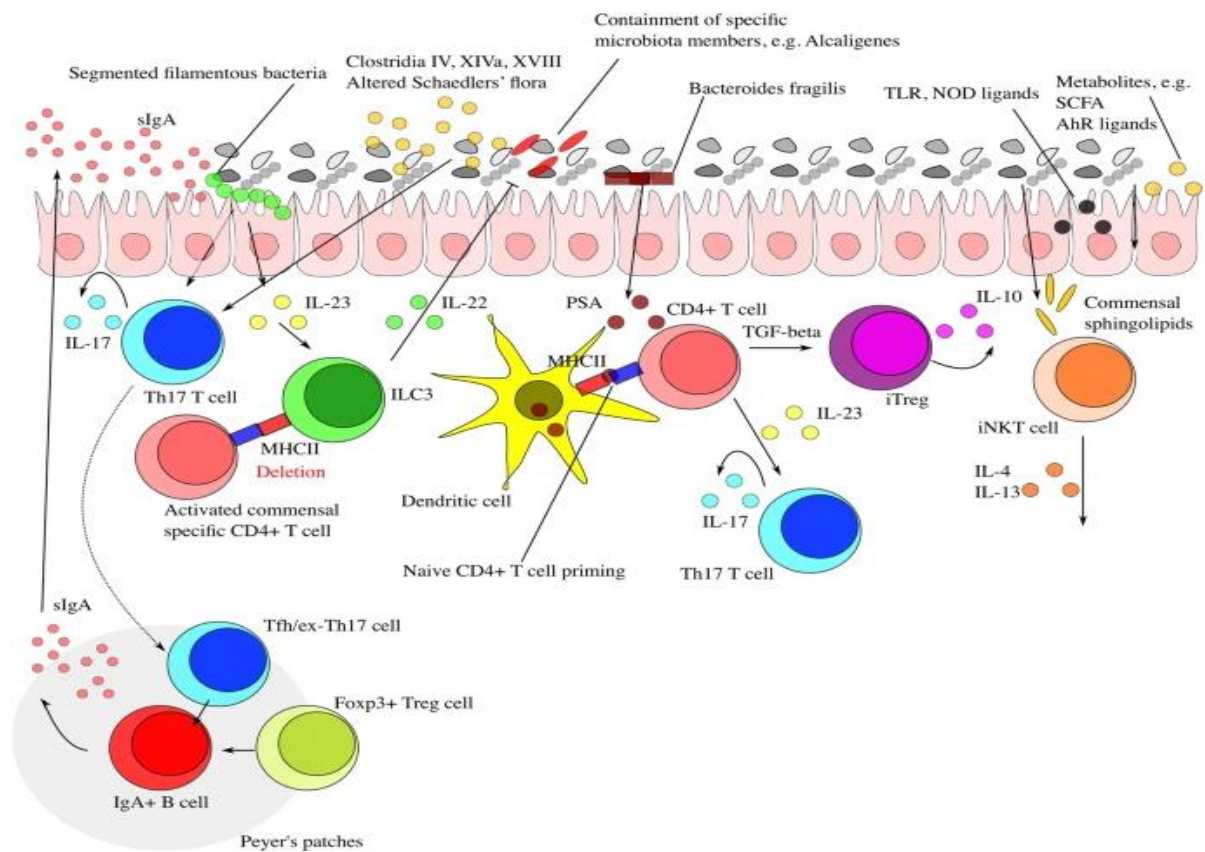 Containment of specific
microbiota members, e.g. Alcaligenes
Clostridia IV, XIVa, XVIII
Altered Schaedlers' flora
Segmented filamentous bacteria
Bacteroides fragilis
TLR, NOD ligands
Metabolites, e.g.
SCFA
AhR ligands
sIgA
IL-23
IL-22
PSA
CD4+ T cell
IL-10
Commensal
sphingolipids
IL-17
TGF-beta
MHCII
Th17 T cell
ILC3
iTreg
IL-23
iNKT cell
MHCII
Deletion
IL-4
IL-13
Dendritic cell
Activated commensal
specific CD4+ T cell
IL-17
Naive CD4+ T cell priming
Th17 T cell
sIgA
Tfh/ex-Th17 cell
Foxp3+ Treg cell
IgA+ B cell
Peyer's patches